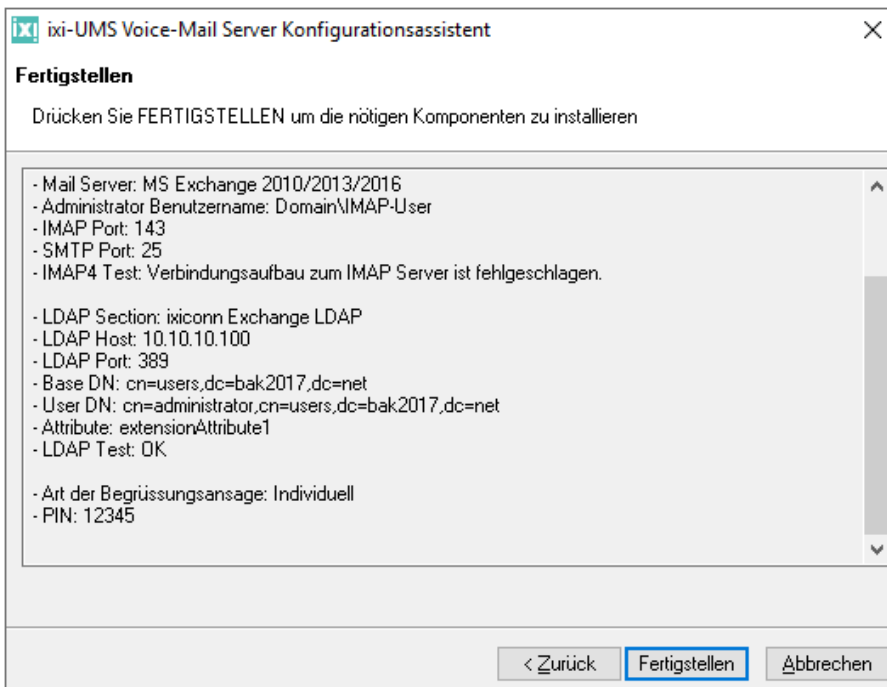 ixi ixi-UMS Voice-Mail Server Konfigurationsassistent
Fertigstellen
Drücken Sie FERTIGSTELLEN um die nötigen Komponenten zu installieren
- Mail Server: MS Exchange 2010/2013/2016
- Administrator Benutzername: Domain\IMAP-User
- IMAP Port: 143
- SMTP Port: 25
- IMAP4 Test: Verbindungsaufbau zum IMAP Server ist fehlgeschlagen.
- LDAP Section: ixiconn Exchange LDAP
- LDAP Host: 10.10.10.100
- LDAP Port: 389
- Base DN: cn=users,dc=bak2017,dc=net
- User DN: cn=administrator,cn=users,dc=bak2017,dc=net
- Attribute: extensionAttribute1
- LDAP Test: OK
- Art der Begrüssungsansage: Individuell
- PIN: 12345
< Zurück Fertigstellen Abbrechen